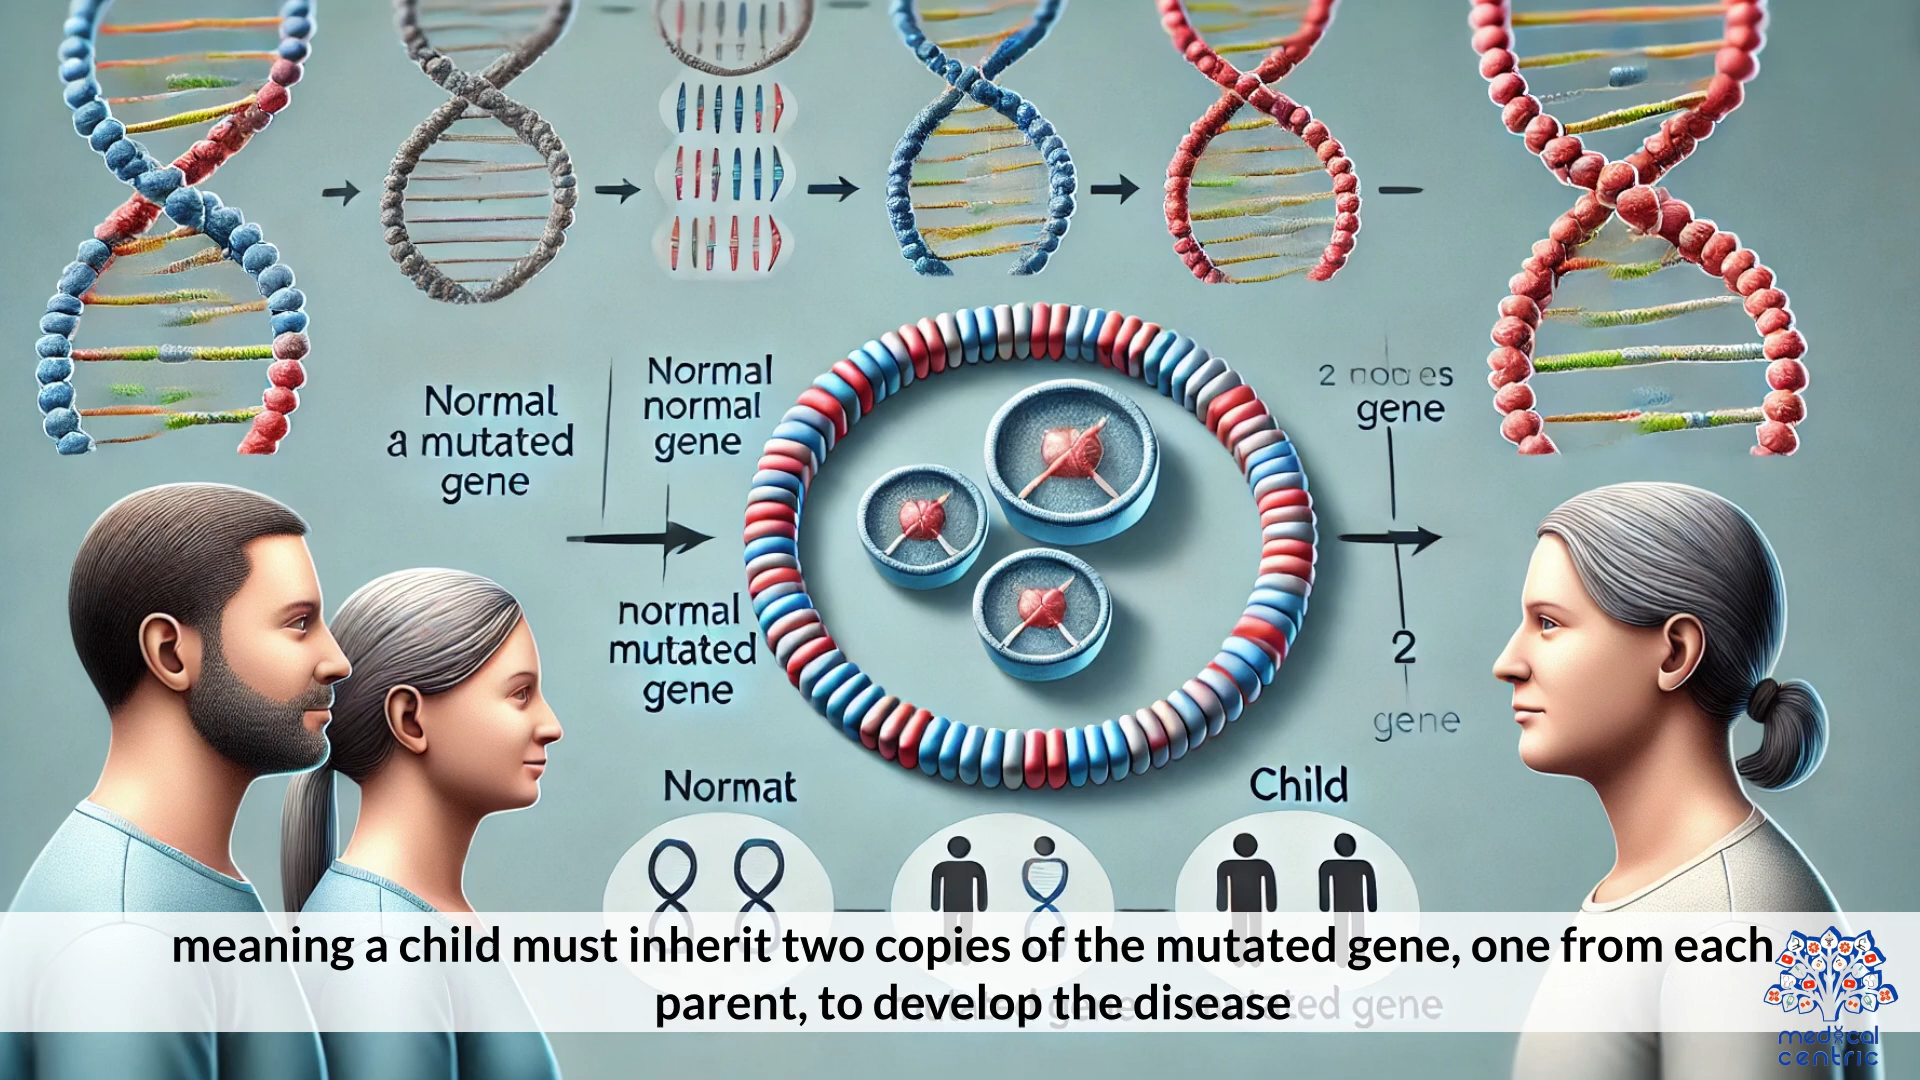 Normal
a mutated
gene
Normal
normal
gene
normal
mutated
gene
2
gene
2
gene
Normat
Child
meaning a child must inherit two copies of the mutated gene, one from each
parent, to develop the disease
gene
medical
centric